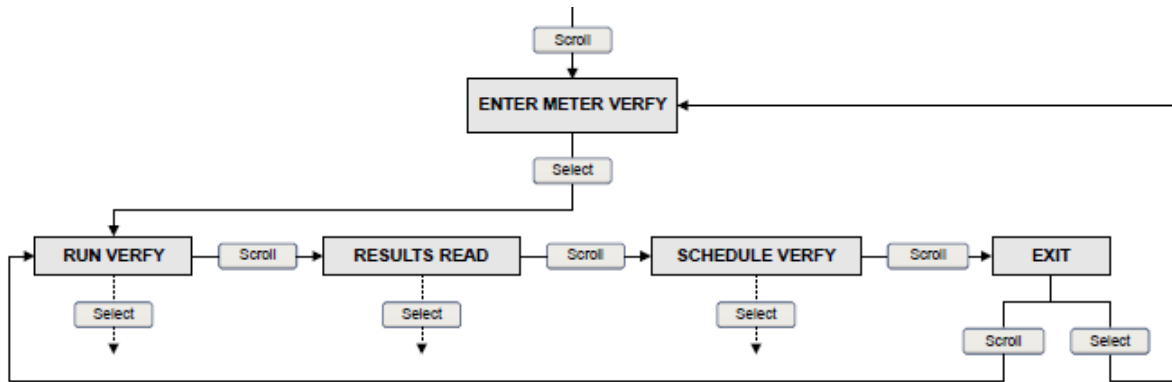 Scroll
ENTER METER VERFY
Select
RUN VERFY
Scroll
RESULTS READ
Scroll
SCHEDULE VERFY
Scroll
EXIT
Select
Select
Select
Scroll
Select